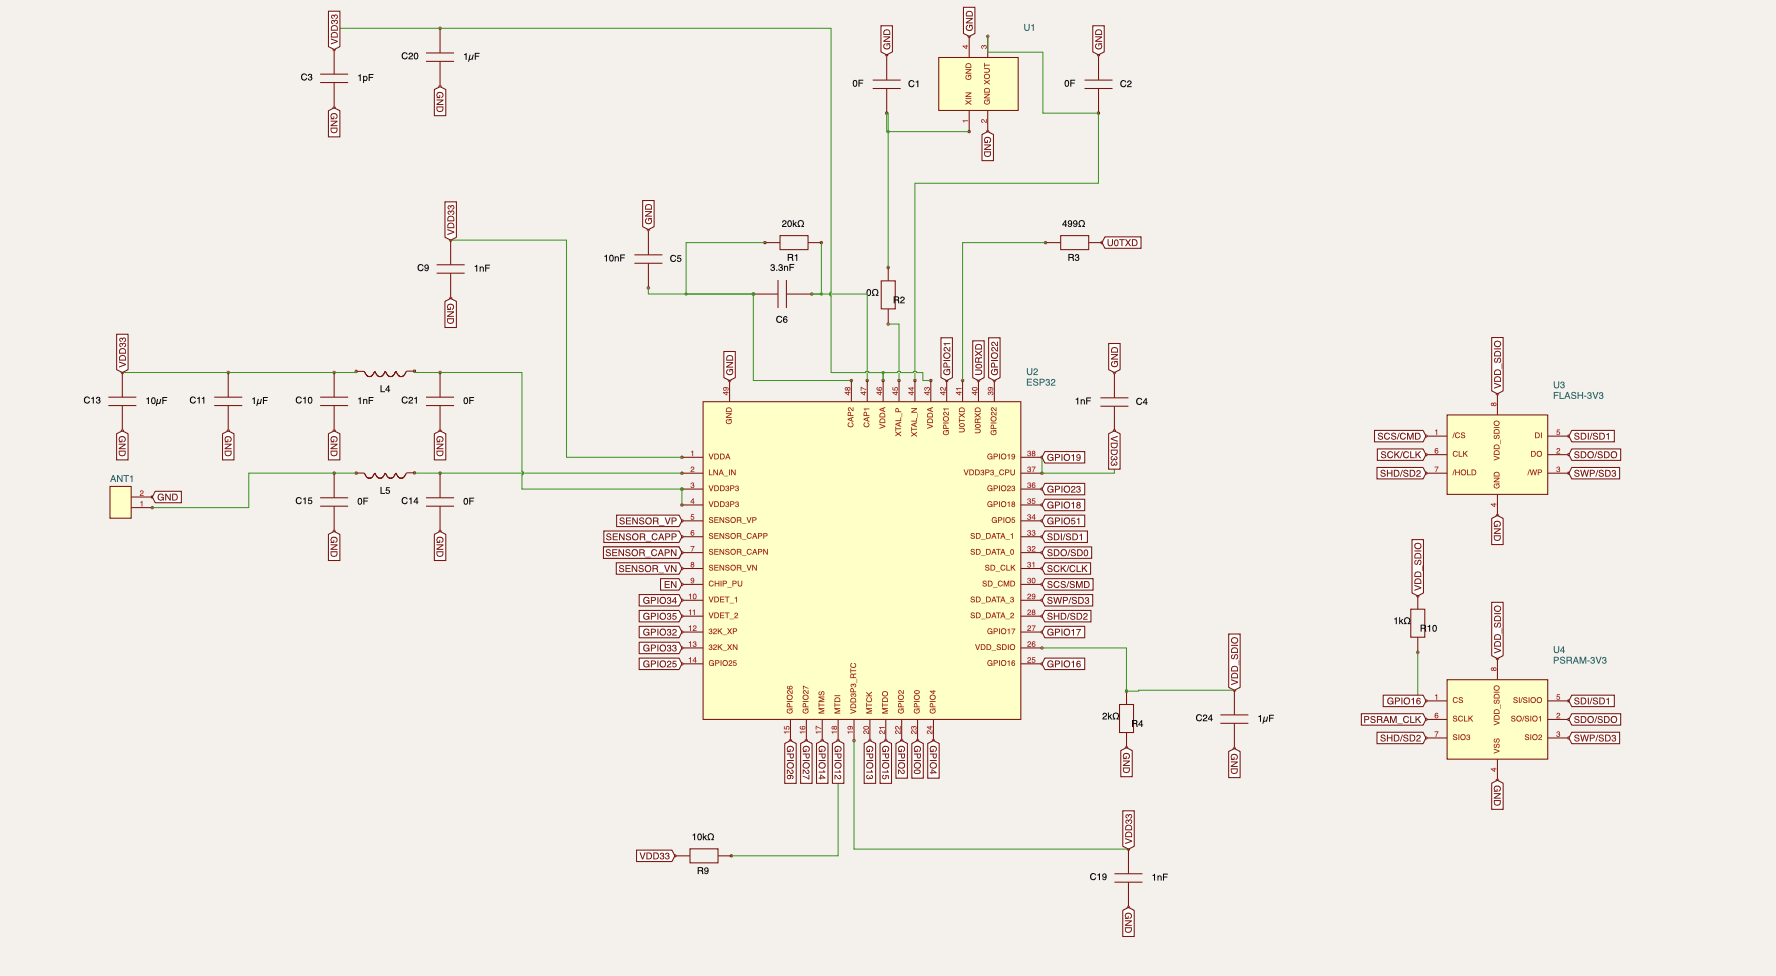 VDD33
C3
1pF
GND
C20
1µF
GND
GND
0F
C1
GND
4
3
U1
GND
GND XOUT
XIN
1
2
GND
GND
0F
C2
VDD33
C9
1nF
GND
GND
10nF
C5
20kΩ
R1
3.3nF
C6
0Ω
R2
499Ω
R3
U0TXD
VDD33
C13
10µF
GND
C11
1µF
GND
C10
1nF
GND
L4
C21
0F
GND
ANT1
2
GND
1
C15
0F
GND
L5
C14
0F
GND
GND
GPIO21
U0RXD
GPIO22
U2
ESP32
GND
1nF
C4
VDD33
49
48
47
46
45
44
43
42
41
40
39
GND
CAP2
CAP1
VDDA
XTAL_P
XTAL_N
VDDA
GPIO21
U0TXD
U0RXD
GPIO22
1 VDDA
2 LNA_IN
3 VDD3P3
4 VDD3P3
SENSOR_VP 5 SENSOR_VP
SENSOR_CAPP 6 SENSOR_CAPP
SENSOR_CAPN 7 SENSOR_CAPN
SENSOR_VN 8 SENSOR_VN
EN 9 CHIP_PU
GPIO34 10 VDET_1
GPIO35 11 VDET_2
GPIO32 12 32K_XP
GPIO33 13 32K_XN
GPIO25 14 GPIO25
GPIO19 38 GPIO19
VDD3P3_CPU 37
GPIO23 36 GPIO23
GPIO18 35 GPIO18
GPIO5 34 GPIO51
SD_DATA_1 33 SDI/SD1
SD_DATA_0 32 SDO/SD0
SD_CLK 31 SCK/CLK
SD_CMD 30 SCS/SMD
SD_DATA_3 29 SWP/SD3
SD_DATA_2 28 SHD/SD2
GPIO17 27 GPIO17
VDD_SDIO 26
GPIO16 25 GPIO16
GPIO26
GPIO27
MTMS
MTDI
VDD3P3_RTC
MTCK
MTDO
GPIO2
GPIO0
GPIO4
15
16
17
18
19
20
21
22
23
24
GPIO26
GPIO27
GPIO14
GPIO12
GPIO13
GPIO15
GPIO2
GPIO0
GPIO4
VDD33
10kΩ
R9
2kΩ
R4
GND
VDD_SDIO
C24
1µF
GND
VDD33
C19
1nF
GND
VDD_SDIO
8
U3
FLASH-3V3
SCS/CMD 1 /CS
SCK/CLK 6 CLK
SHD/SD2 7 /HOLD
VDD_SDIO
GND
DI 5 SDI/SD1
DO 2 SDO/SDO
/WP 3 SWP/SD3
4
GND
VDD_SDIO
1kΩ
R10
VDD_SDIO
8
U4
PSRAM-3V3
GPIO16 1 CS
PSRAM_CLK 6 SCLK
SHD/SD2 7 SIO3
VDD_SDIO
VSS
SI/SIO0 5 SDI/SD1
SO/SIO1 2 SDO/SDO
SIO2 3 SWP/SD3
4
GND